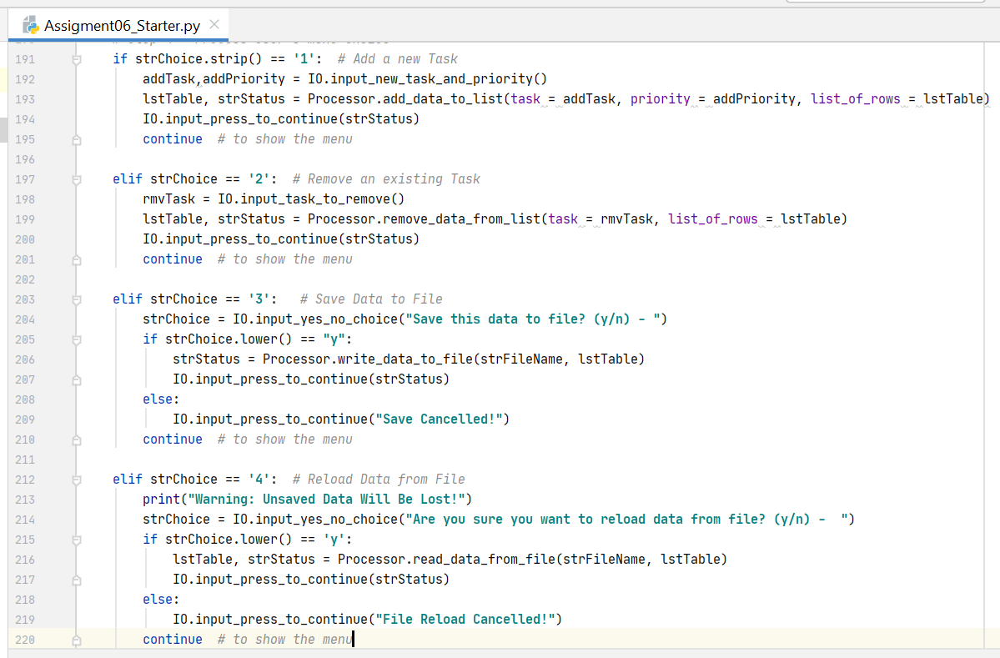 Assigment06_Starter.py
191 if strChoice.strip() == '1':  # Add a new Task
192 addTask,addPriority = IO.input_new_task_and_priority()
193 lstTable, strStatus = Processor.add_data_to_list(task = addTask, priority = addPriority, list_of_rows = lstTable)
194 IO.input_press_to_continue(strStatus)
195 continue  # to show the menu
196
197 elif strChoice == '2':  # Remove an existing Task
198 rmvTask = IO.input_task_to_remove()
199 lstTable, strStatus = Processor.remove_data_from_list(task = rmvTask, list_of_rows = lstTable)
200 IO.input_press_to_continue(strStatus)
201 continue  # to show the menu
202
203 elif strChoice == '3':   # Save Data to File
204 strChoice = IO.input_yes_no_choice("Save this data to file? (y/n) - ")
205 if strChoice.lower() == "y":
206 strStatus = Processor.write_data_to_file(strFileName, lstTable)
207 IO.input_press_to_continue(strStatus)
208 else:
209 IO.input_press_to_continue("Save Cancelled!")
210 continue  # to show the menu
211
212 elif strChoice == '4':  # Reload Data from File
213 print("Warning: Unsaved Data Will Be Lost!")
214 strChoice = IO.input_yes_no_choice("Are you sure you want to reload data from file? (y/n) -  ")
215 if strChoice.lower() == 'y':
216 lstTable, strStatus = Processor.read_data_from_file(strFileName, lstTable)
217 IO.input_press_to_continue(strStatus)
218 else:
219 IO.input_press_to_continue("File Reload Cancelled!")
220 continue  # to show the menu